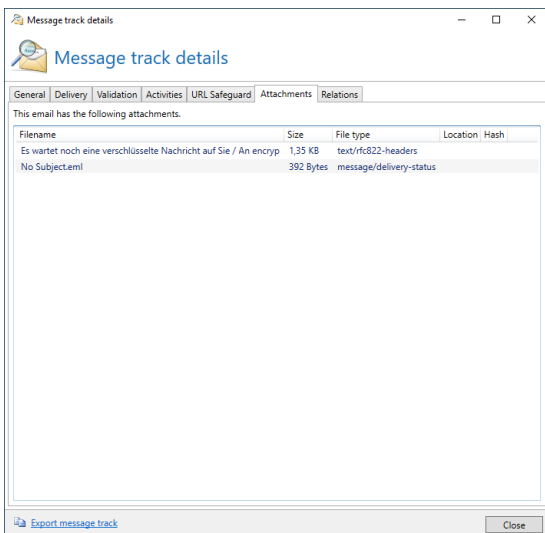 Message track details
Message track details
General Delivery Validation Activities URL Safeguard Attachments Relations
This email has the following attachments.
Filename Size File type Location Hash
Es wartet noch eine verschlüsselte Nachricht auf Sie / An encryp 1,35 KB text/rfc822-headers
No Subject.eml 392 Bytes message/delivery-status
Export message track Close